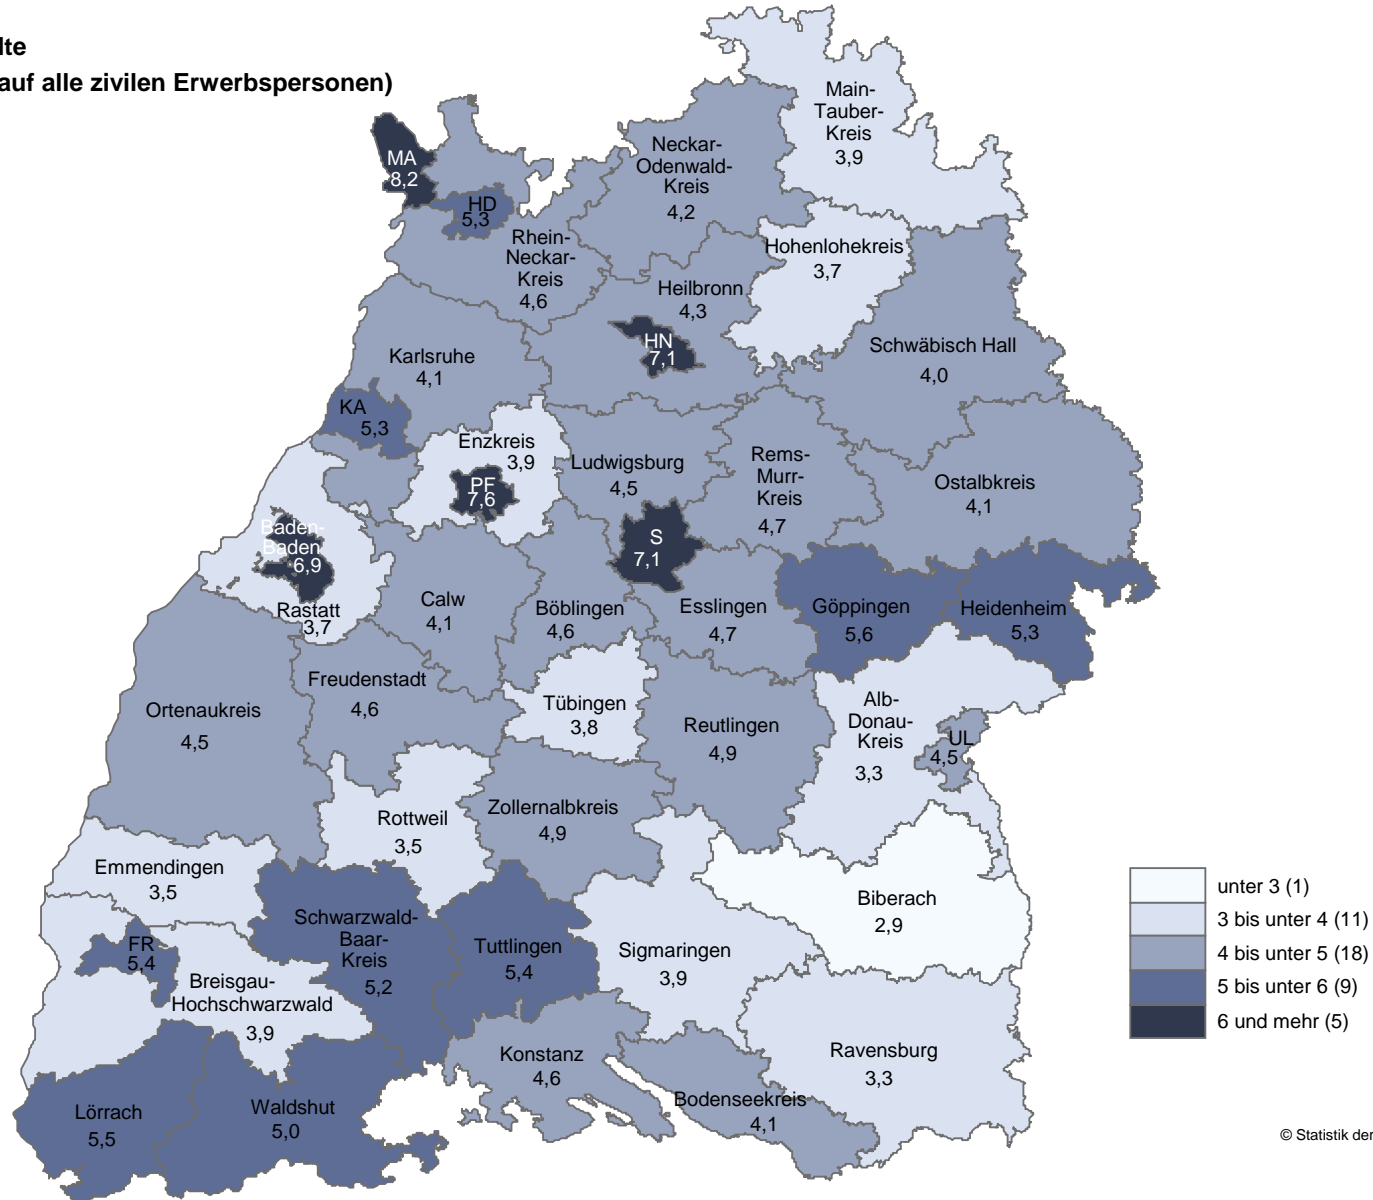 lte
auf alle zivilen Erwerbspersonen)
Main-
Tauber-
Kreis
3,9
MA
8,2
Neckar-
Odenwald-
Kreis
4,2
HD
5,3
Rhein-
Neckar-
Kreis
4,6
Hohenlohekreis
3,7
Heilbronn
4,3
HN
7,1
Schwäbisch Hall
4,0
Karlsruhe
4,1
KA
5,3
Enzkreis
3,9
PF
7,6
Ludwigsburg
4,5
Rems-
Murr-
Kreis
4,7
Ostalbkreis
4,1
Baden-
Baden
6,9
S
7,1
Rastatt
3,7
Calw
4,1
Böblingen
4,6
Esslingen
4,7
Göppingen
5,6
Heidenheim
5,3
Freudenstadt
4,6
Ortenaukreis
4,5
Tübingen
3,8
Reutlingen
4,9
Alb-
Donau-
Kreis
3,3
UL
4,5
Rottweil
3,5
Zollernalbkreis
4,9
Emmendingen
3,5
Biberach
2,9
Schwarzwald-
Baar-
Kreis
5,2
Tuttlingen
5,4
Sigmaringen
3,9
FR
5,4
Breisgau-
Hochschwarzwald
3,9
Konstanz
4,6
Ravensburg
3,3
Bodenseekreis
4,1
Lörrach
5,5
Waldshut
5,0
unter 3 (1)
3 bis unter 4 (11)
4 bis unter 5 (18)
5 bis unter 6 (9)
6 und mehr (5)
© Statistik der